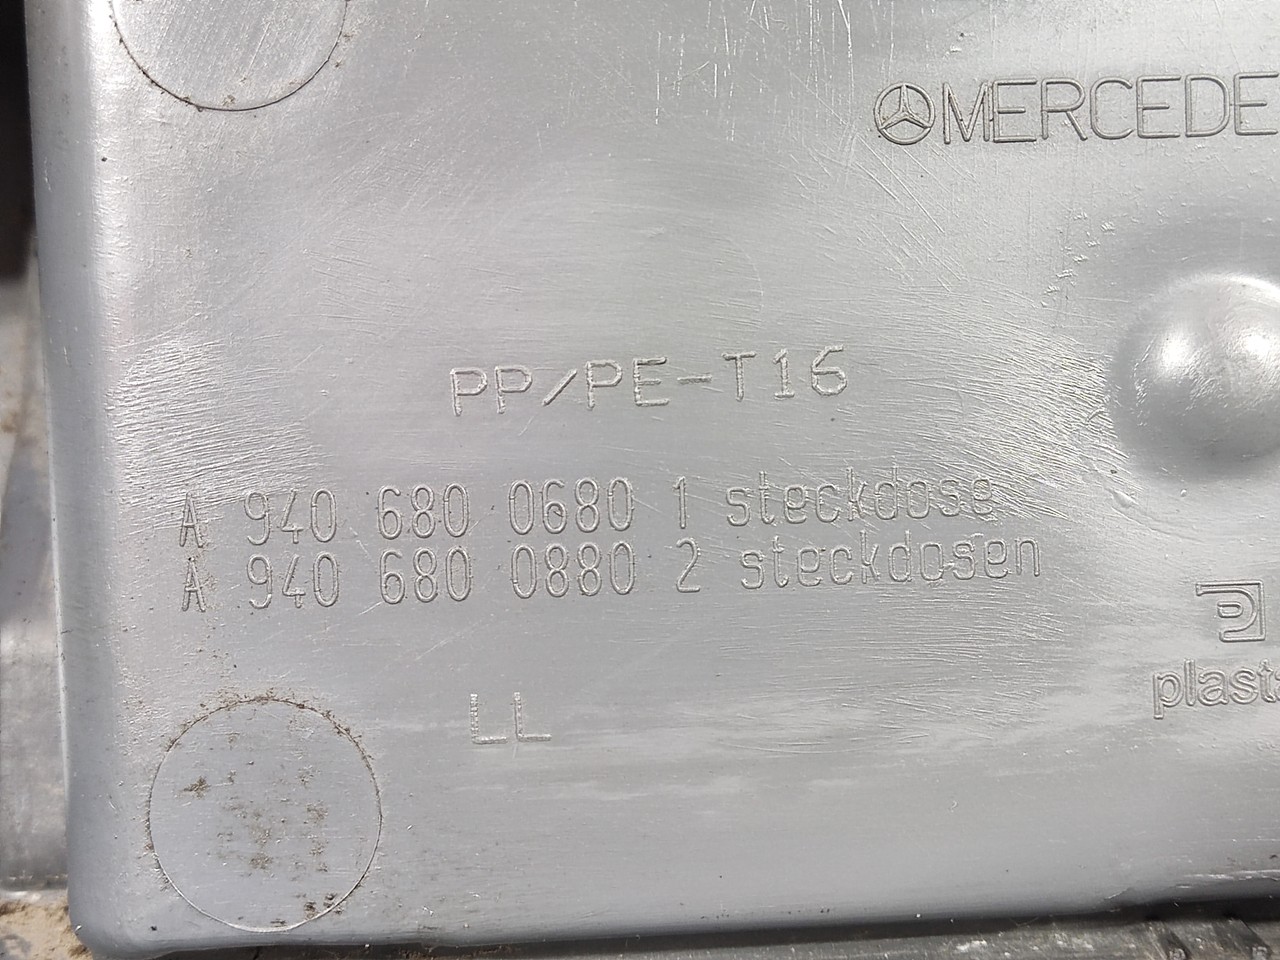 MERCEDE
PP/PE-T16
A 940 680 0680 1 steckdose
A 940 680 0880 2 steckdosen
plast
LL